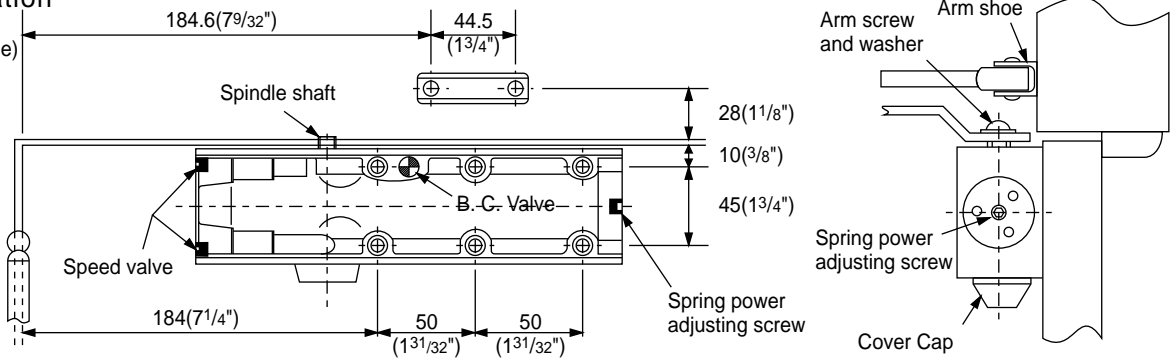 184.6(7 9/32")
44.5
(1 3/4")
Spindle shaft
28(1 1/8")
10(3/8")
B. C. Valve
45(1 3/4")
Speed valve
Spring power
adjusting screw
184(7 1/4")
50
(1 31/32")
50
(1 31/32")
Arm screw
and washer
Arm shoe
Spring power
adjusting screw
Cover Cap